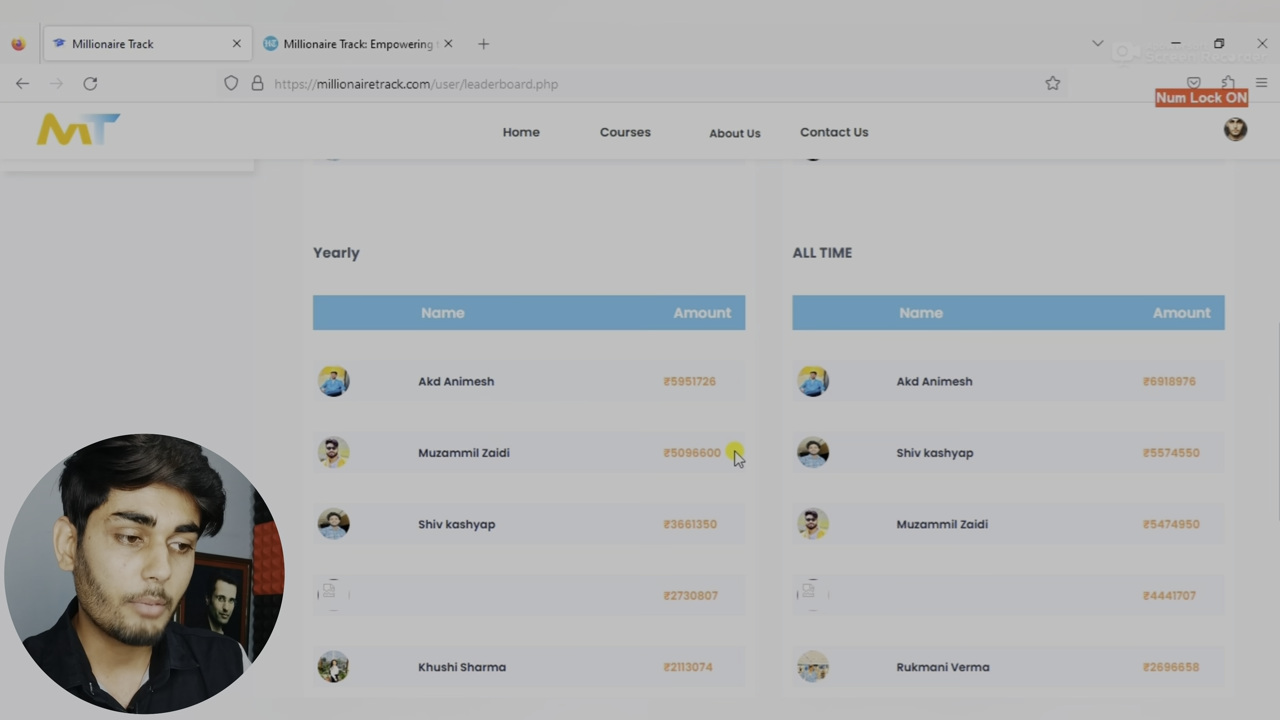 Millionaire Track
Millionaire Track: Empowering
https://millionairetrack.com/user/leaderboard.php
Screen Recorder
Num Lock ON
MT
Home
Courses
About Us
Contact Us
Yearly
Name Amount
Akd Animesh ₹5951726
Muzammil Zaidi ₹5096600
Shiv kashyap ₹3661350
₹2730807
Khushi Sharma ₹2113074
ALL TIME
Name Amount
Akd Animesh ₹6918976
Shiv kashyap ₹5574550
Muzammil Zaidi ₹5474950
₹4441707
Rukmani Verma ₹2696658